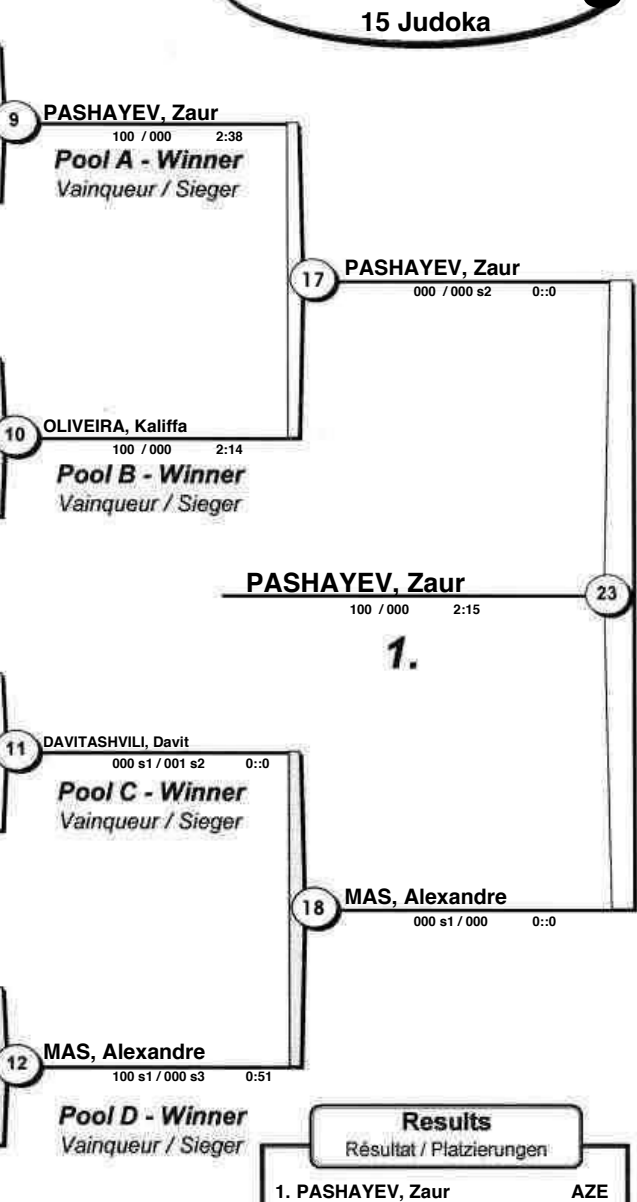 15 Judoka
9
PASHAYEV, Zaur
100 / 000 2:38
Pool A - Winner
Vainqueur / Sieger
17
PASHAYEV, Zaur
000 / 000 s2 0::0
10
OLIVEIRA, Kaliffa
100 / 000 2:14
Pool B - Winner
Vainqueur / Sieger
PASHAYEV, Zaur
23
100 / 000 2:15
1.
11
DAVITASHVILI, Davit
000 s1 / 001 s2 0::0
Pool C - Winner
Vainqueur / Sieger
18
MAS, Alexandre
000 s1 / 000 0::0
12
MAS, Alexandre
100 s1 / 000 s3 0:51
Pool D - Winner
Vainqueur / Sieger
Results
Résultat / Platzierungen
1. PASHAYEV, Zaur AZE